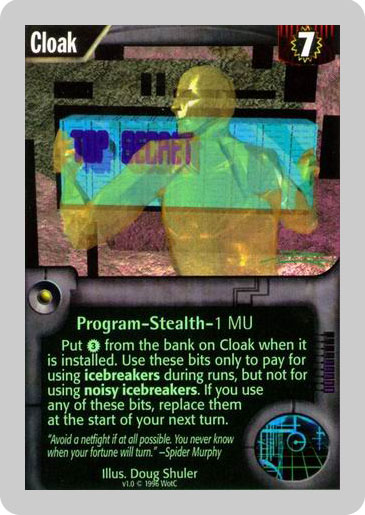 Cloak
7
TOP SECRET
Program-Stealth-1 MU
Put 3 from the bank on Cloak when it
is installed. Use these bits only to pay for
using icebreakers during runs, but not for
using noisy icebreakers. If you use
any of these bits, replace them
at the start of your next turn.
"Avoid a netfight if at all possible. You never know
when your fortune will turn." –Spider Murphy
Illus. Doug Shuler
v1.0 © 1996 WotC